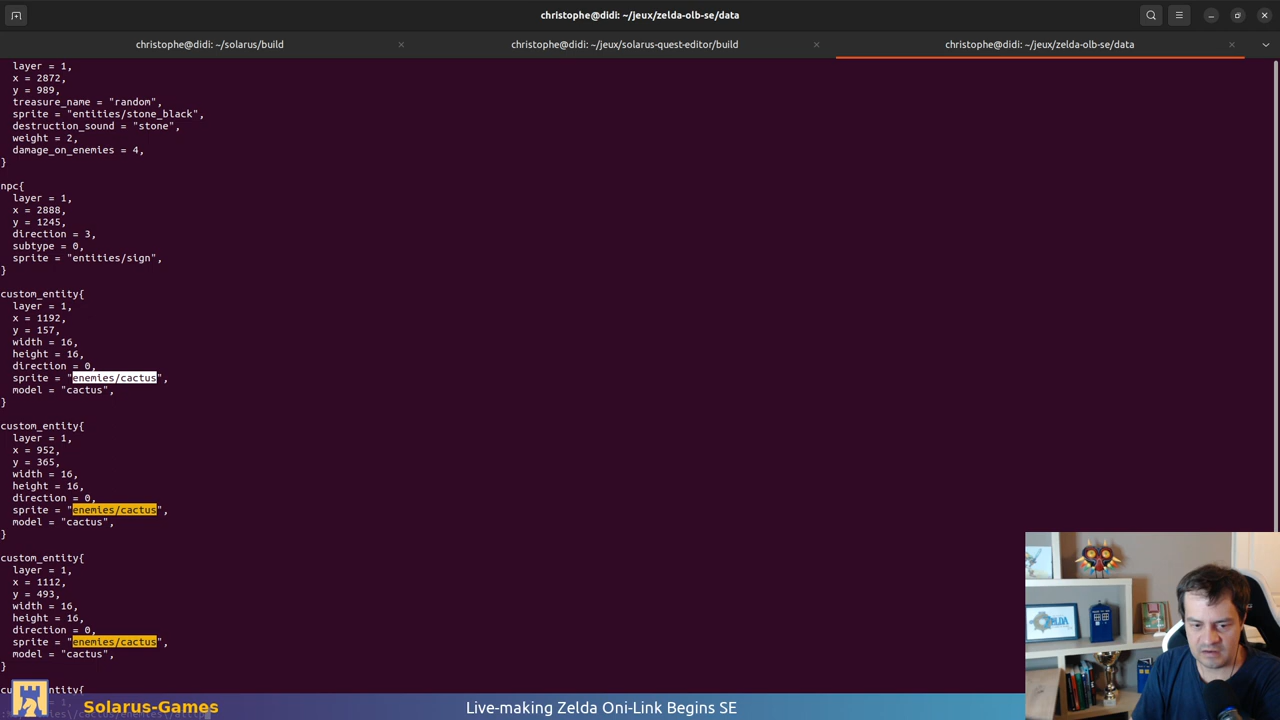 christophe@didi: ~/jeux/zelda-olb-se/data
christophe@didi: ~/solarus/build
christophe@didi: ~/jeux/solarus-quest-editor/build
christophe@didi: ~/jeux/zelda-olb-se/data
layer = 1,
x = 2872,
y = 989,
treasure_name = "random",
sprite = "entities/stone_black",
destruction_sound = "stone",
weight = 2,
damage_on_enemies = 4,
}
npc{
layer = 1,
x = 2888,
y = 1245,
direction = 3,
subtype = 0,
sprite = "entities/sign",
}
custom_entity{
layer = 1,
x = 1192,
y = 157,
width = 16,
height = 16,
direction = 0,
sprite = "enemies/cactus",
model = "cactus",
}
custom_entity{
layer = 1,
x = 952,
y = 365,
width = 16,
height = 16,
direction = 0,
sprite = "enemies/cactus",
model = "cactus",
}
custom_entity{
layer = 1,
x = 1112,
y = 493,
width = 16,
height = 16,
direction = 0,
sprite = "enemies/cactus",
model = "cactus",
}
Solarus-Games
Live-making Zelda Oni-Link Begins SE
ZELDA